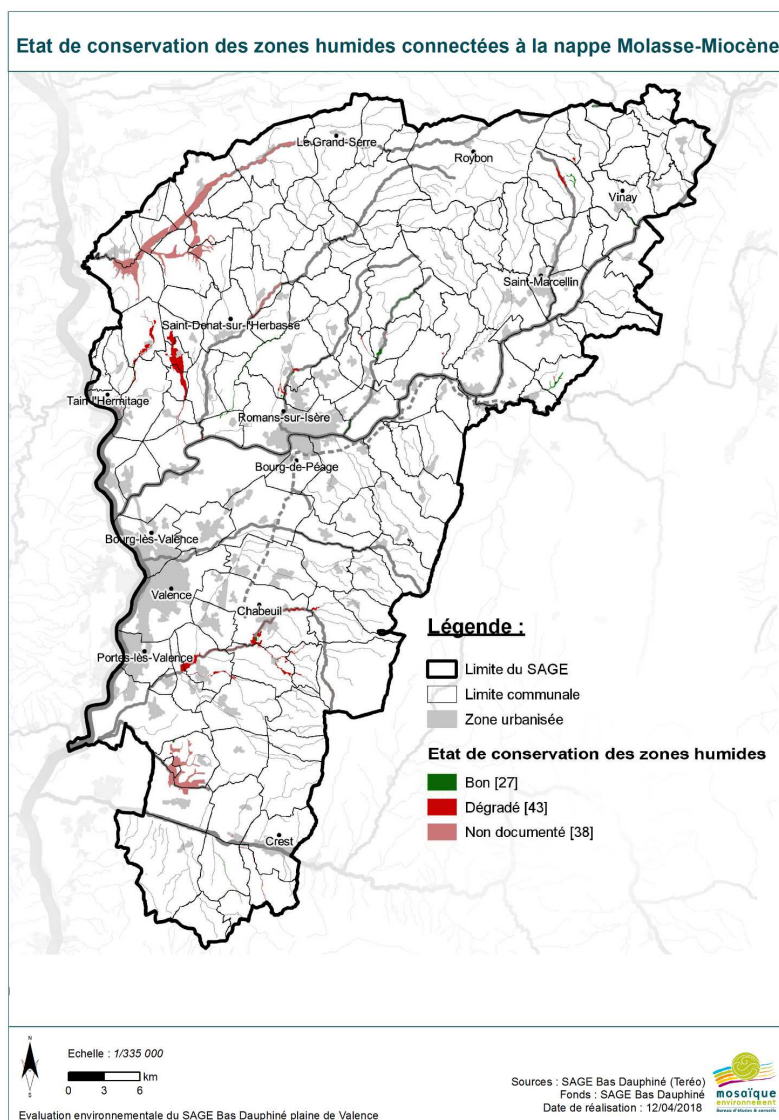 Etat de conservation des zones humides connectées à la nappe Molasse-Miocène
Le Grand-Serre
Roybon
Vinay
Saint-Marcellin
Saint-Donat-sur-l'Herbasse
Tain-l'Hermitage
Romans-sur-Isère
Bourg-de-Péage
Bourg-lès-Valence
Valence
Chabeuil
Portes-lès-Valence
Crest
Légende :
Limite du SAGE
Limite communale
Zone urbanisée
Etat de conservation des zones humides
Bon [27]
Dégradé [43]
Non documenté [38]
N
S
Echelle : 1/335 000
km
0 3 6
Evaluation environnementale du SAGE Bas Dauphiné plaine de Valence
Sources : SAGE Bas Dauphiné (Teréo)
Fonds : SAGE Bas Dauphiné
Date de réalisation : 12/04/2018
mosaïque
environnement
Bureau d'études & conseils